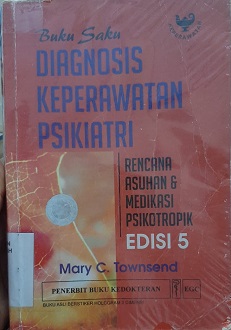 Buku Saku
DIAGNOSIS
KEPERAWATAN
PSIKIATRI
RENCANA
ASUHAN &
MEDIKASI
PSIKOTROPIK
EDISI 5
Mary C. Townsend
PENERBIT BUKU KEDOKTERAN
EGC